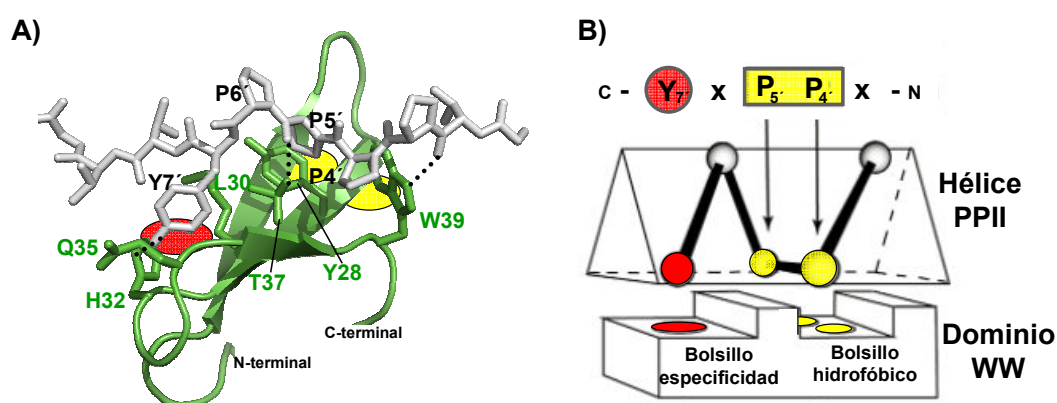 A)
P6´
P5´
P4´
Y7´
L30
W39
Q35
T37
Y28
H32
C-terminal
N-terminal
B)
C - Y7´ x P5´ P4´ x - N
Hélice
PPII
Bolsillo
especificidad
Bolsillo
hidrofóbico
Dominio
WW